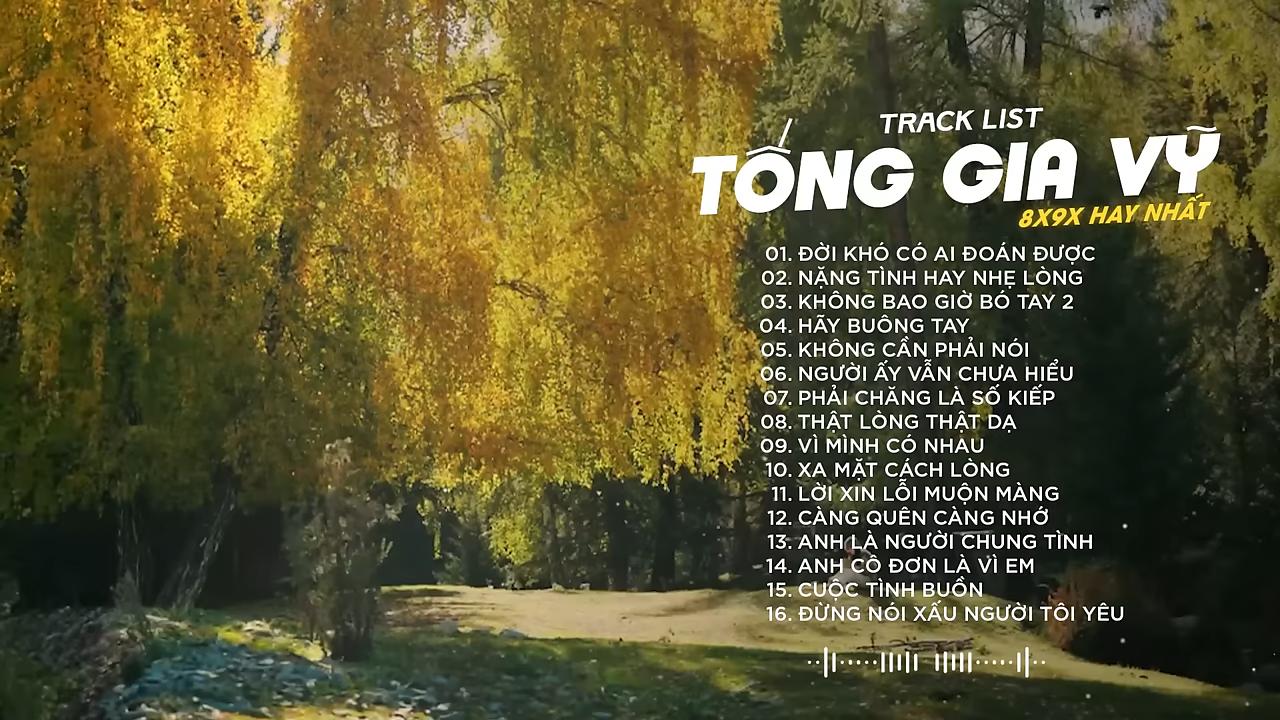 TRACK LIST
TỐNG GIA VỸ
8X9X HAY NHẤT
01. ĐỜI KHÓ CÓ AI ĐOÁN ĐƯỢC
02. NẶNG TÌNH HAY NHẸ LÒNG
03. KHÔNG BAO GIỜ BÓ TAY 2
04. HÃY BUÔNG TAY
05. KHÔNG CẦN PHẢI NÓI
06. NGƯỜI ẤY VẪN CHƯA HIỂU
07. PHẢI CHĂNG LÀ SỐ KIẾP
08. THẬT LÒNG THẬT DẠ
09. VÌ MÌNH CÓ NHAU
10. XA MẶT CÁCH LÒNG
11. LỜI XIN LỖI MUỘN MÀNG
12. CÀNG QUÊN CÀNG NHỚ
13. ANH LÀ NGƯỜI CHUNG TÌNH
14. ANH CÔ ĐƠN LÀ VÌ EM
15. CUỘC TÌNH BUỒN
16. ĐỪNG NÓI XẤU NGƯỜI TÔI YÊU